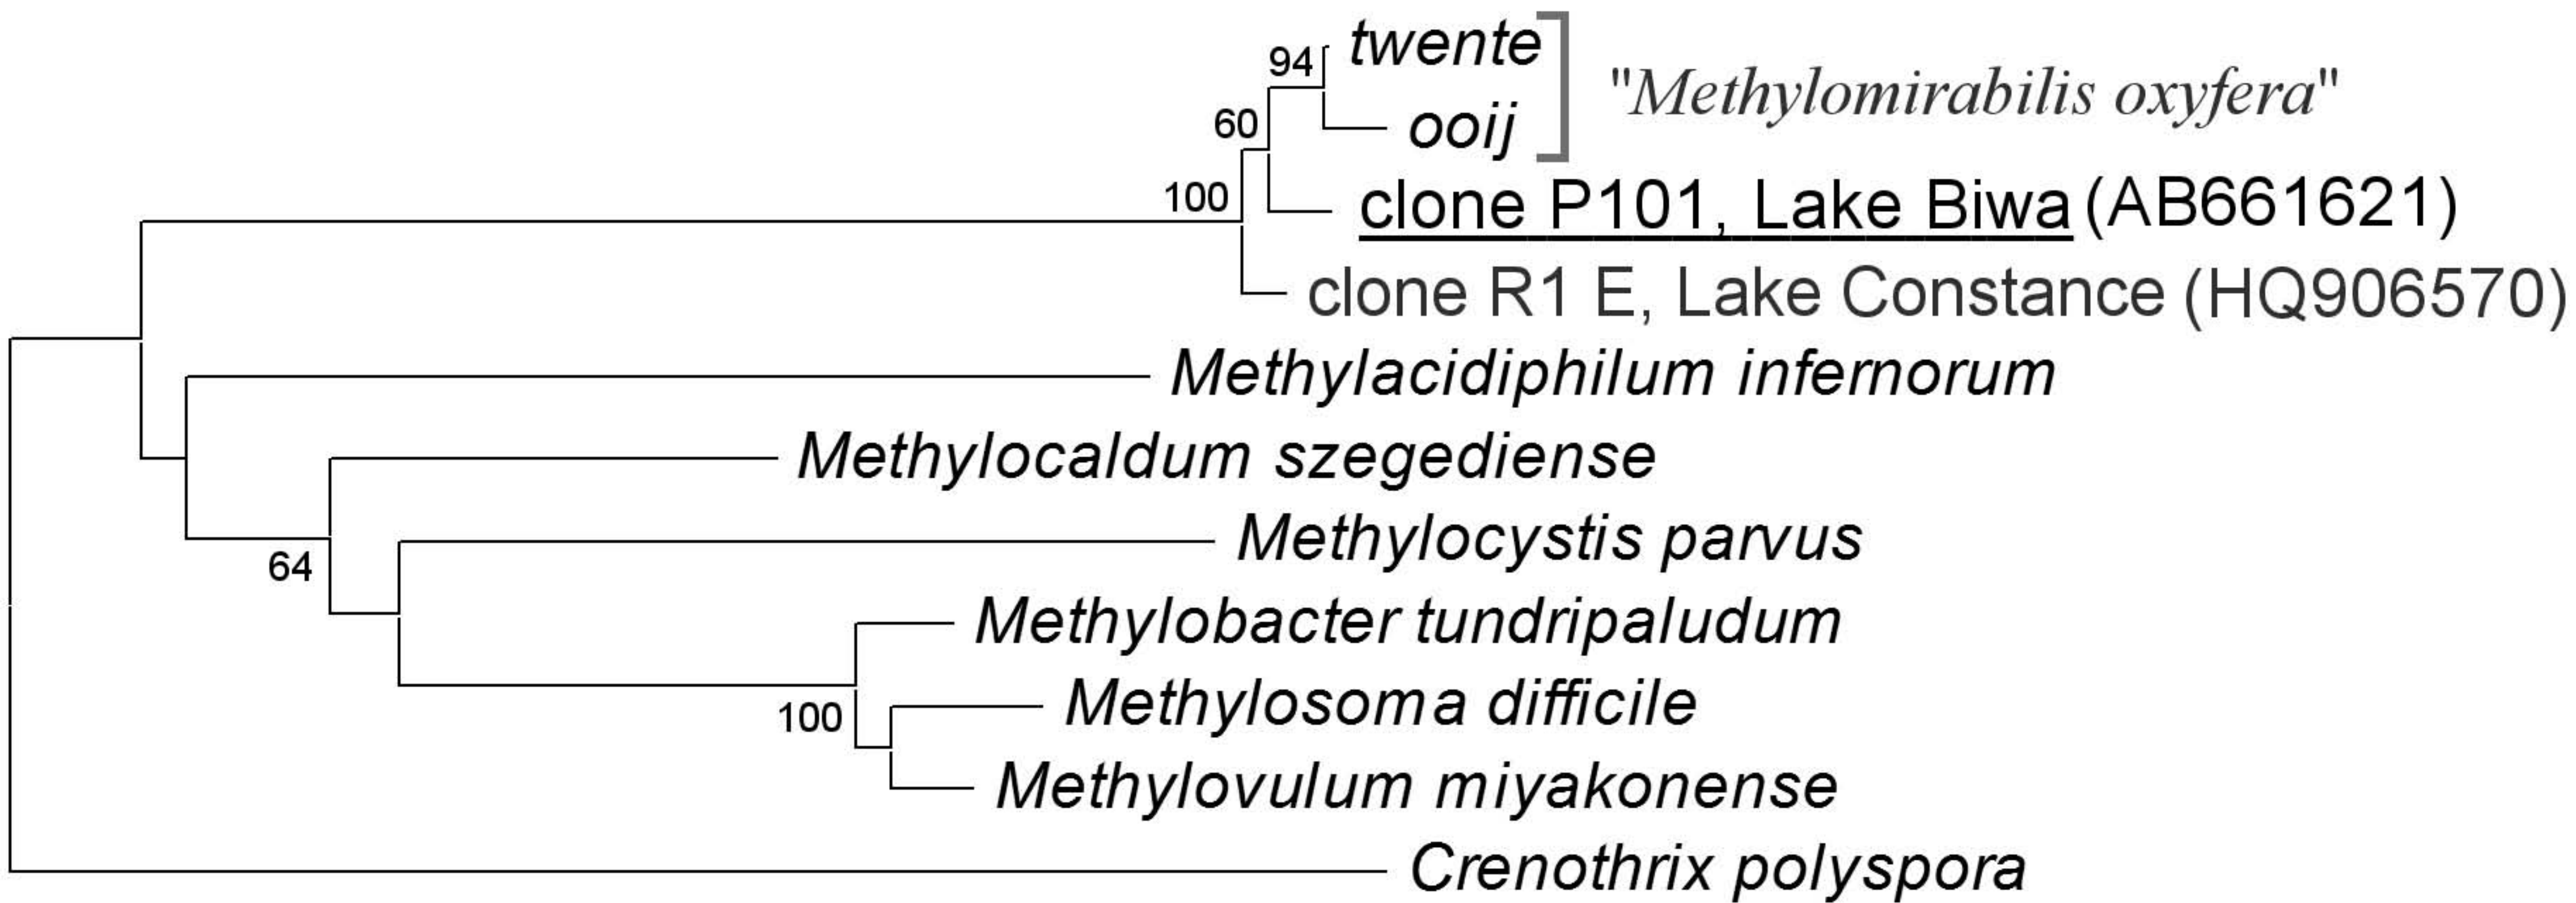 94
twente
"Methylomirabilis oxyfera"
60
ooij
100
clone P101, Lake Biwa (AB661621)
clone R1 E, Lake Constance (HQ906570)
Methylacidiphilum infernorum
Methylocaldum szegediense
64
Methylocystis parvus
Methylobacter tundripaludum
100
Methylosoma difficile
Methylovulum miyakonense
Crenothrix polyspora